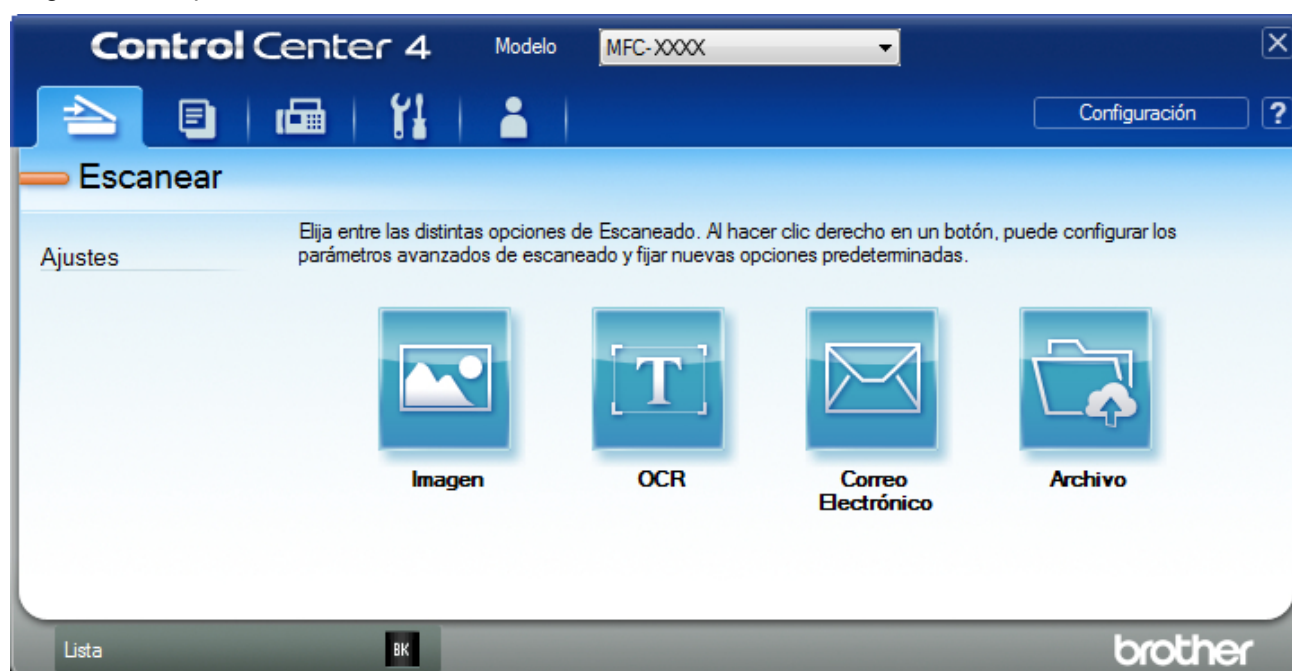 Control Center 4
Modelo
MFC-XXXX
Configuración
?
Escanear
Ajustes
Elija entre las distintas opciones de Escaneado. Al hacer clic derecho en un botón, puede configurar los
parámetros avanzados de escaneado y fijar nuevas opciones predeterminadas.
T
Imagen
OCR
Correo
Electrónico
Archivo
Lista
BK
brother